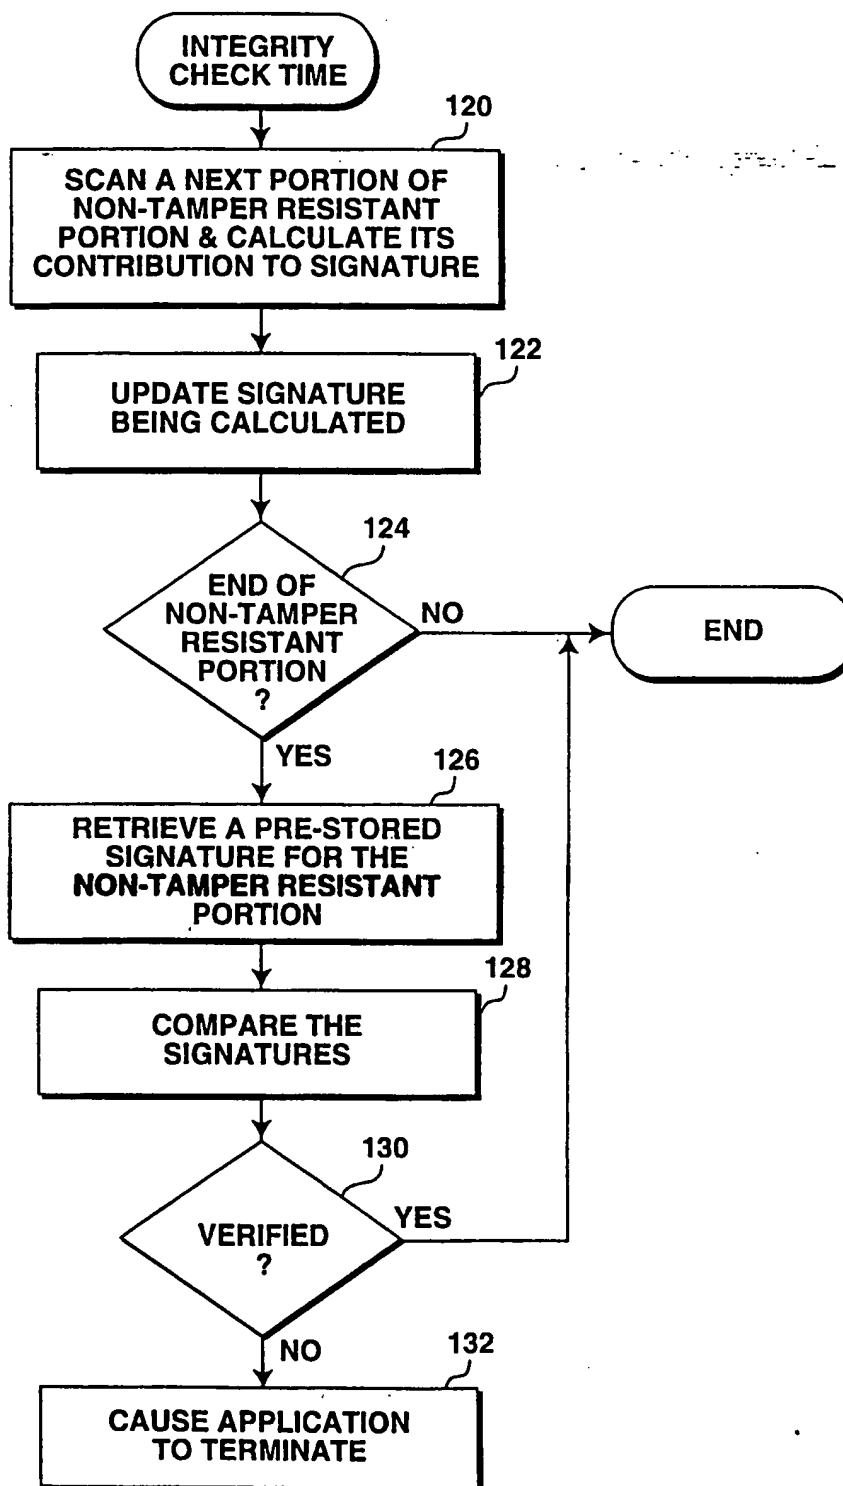 INTEGRITY
CHECK TIME
120
SCAN A NEXT PORTION OF
NON-TAMPER RESISTANT
PORTION & CALCULATE ITS
CONTRIBUTION TO SIGNATURE
122
UPDATE SIGNATURE
BEING CALCULATED
124
END OF
NON-TAMPER
RESISTANT
PORTION
?
NO
END
YES
126
RETRIEVE A PRE-STORED
SIGNATURE FOR THE
NON-TAMPER RESISTANT
PORTION
128
COMPARE THE
SIGNATURES
130
VERIFIED
?
YES
NO
132
CAUSE APPLICATION
TO TERMINATE